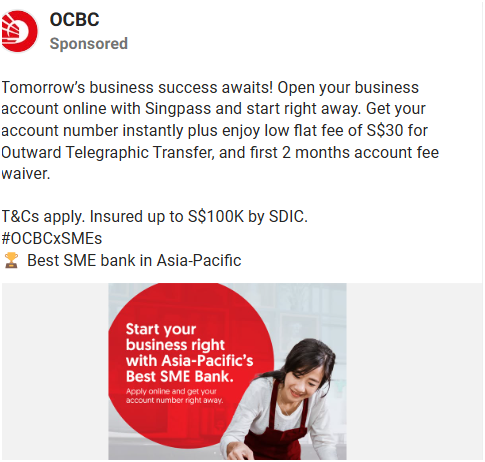 OCBC
Sponsored
Tomorrow's business success awaits! Open your business
account online with Singpass and start right away. Get your
account number instantly plus enjoy low flat fee of S$30 for
Outward Telegraphic Transfer, and first 2 months account fee
waiver.
T&Cs apply. Insured up to S$100K by SDIC.
#OCBCxSMEs
🏆 Best SME bank in Asia-Pacific
Start your
business right
with Asia-Pacific's
Best SME Bank.
Apply online and get your
account number right away.